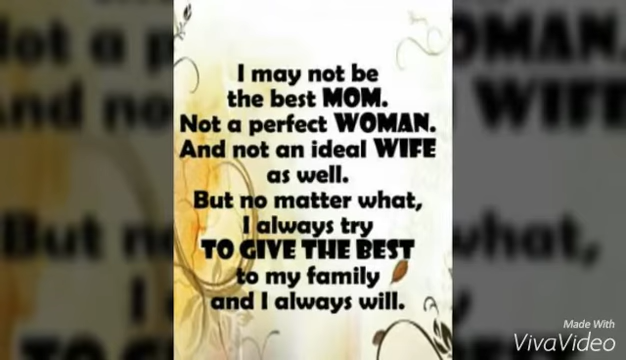 I may not be
the best MOM.
Not a perfect WOMAN.
And not an ideal WIFE
as well.
But no matter what,
I always try
TO GIVE THE BEST
to my family
and I always will.
Made With
VivaVideo